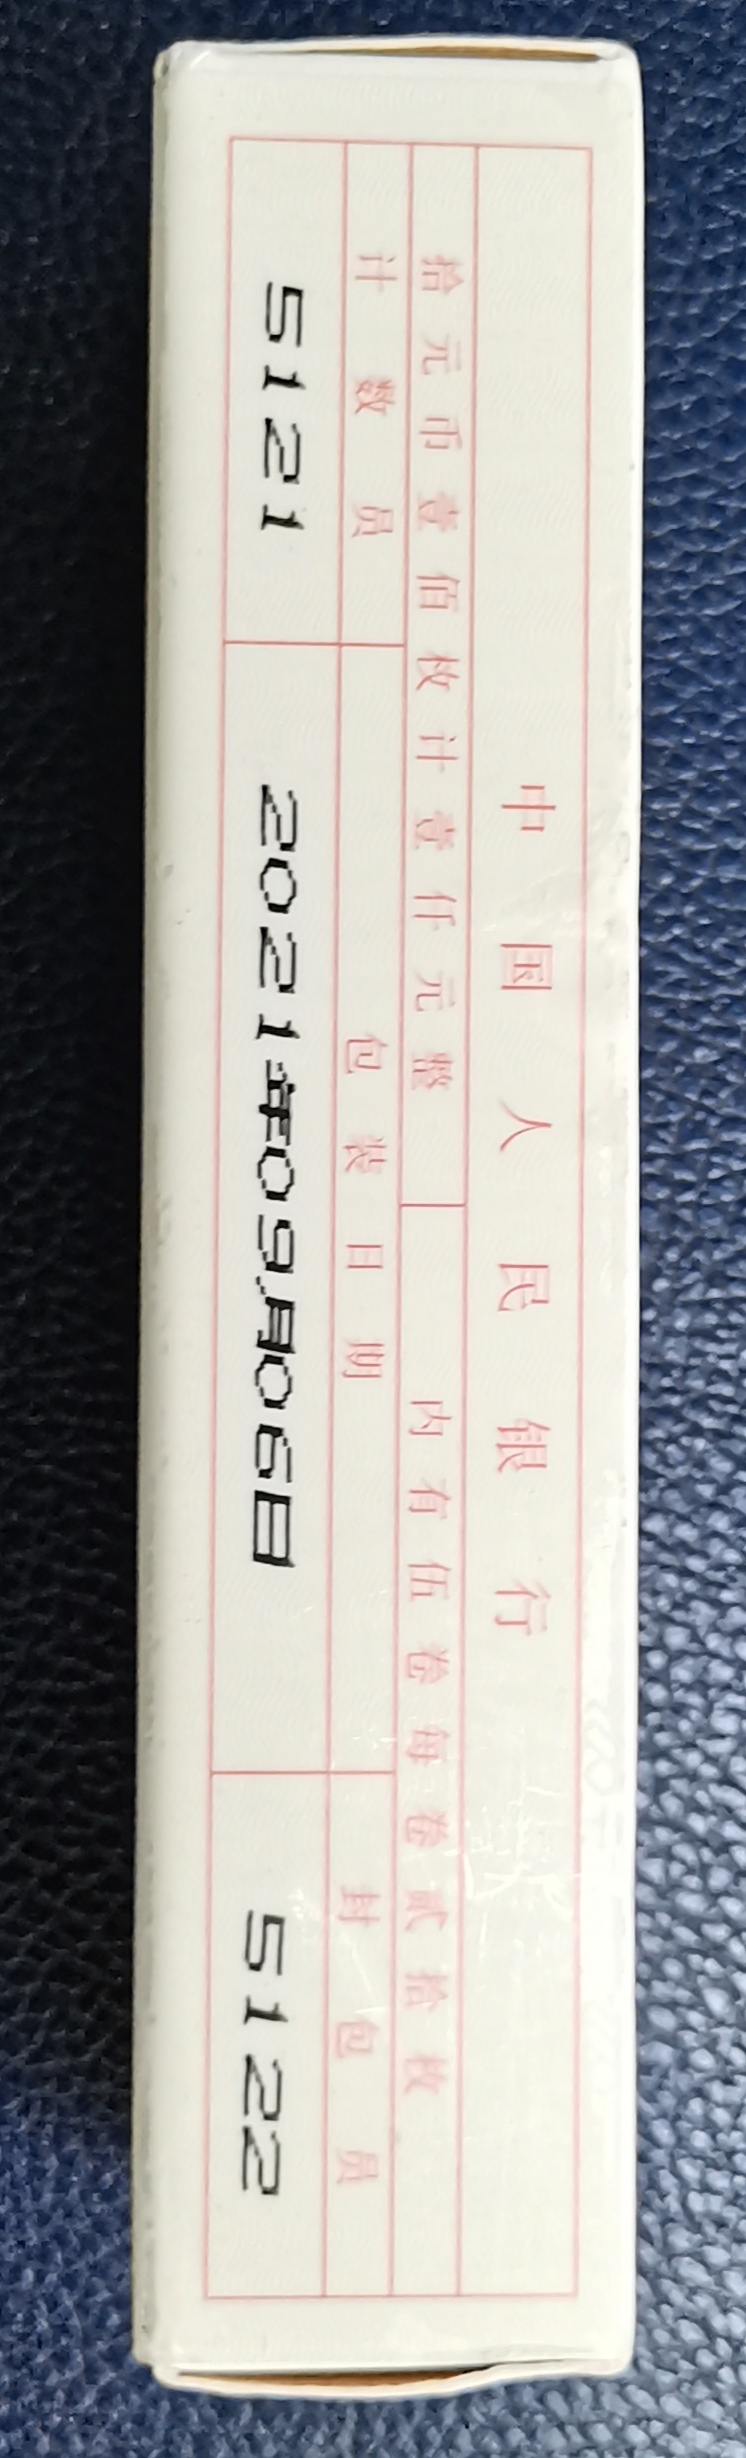 中国人民银行
拾元币壹佰枚计壹仟元整 内有伍卷每卷贰拾枚
计数员 包装日期 封包员
5121 2021年09月06日 5122